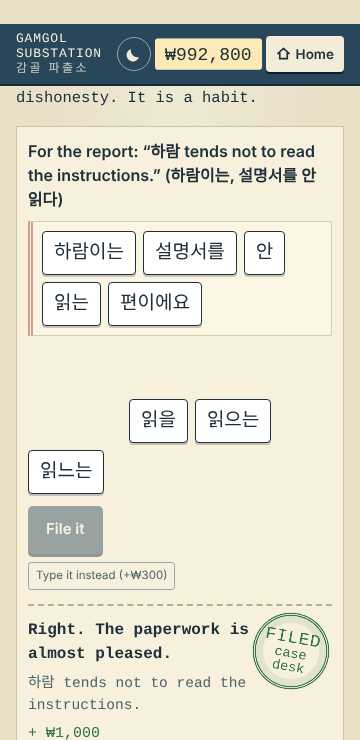 GAMGOL
SUBSTATION
감골 파출소
₩992,800
Home
dishonesty. It is a habit.
For the report: “하람 tends not to read
the instructions.” (하람이는, 설명서를 안
읽다)
하람이는 설명서를 안
읽는 편이에요
읽을 읽으는
읽느는
File it
Type it instead (+₩300)
Right. The paperwork is
almost pleased.
FILED
case
desk
하람 tends not to read the
instructions.
+ ₩1,000